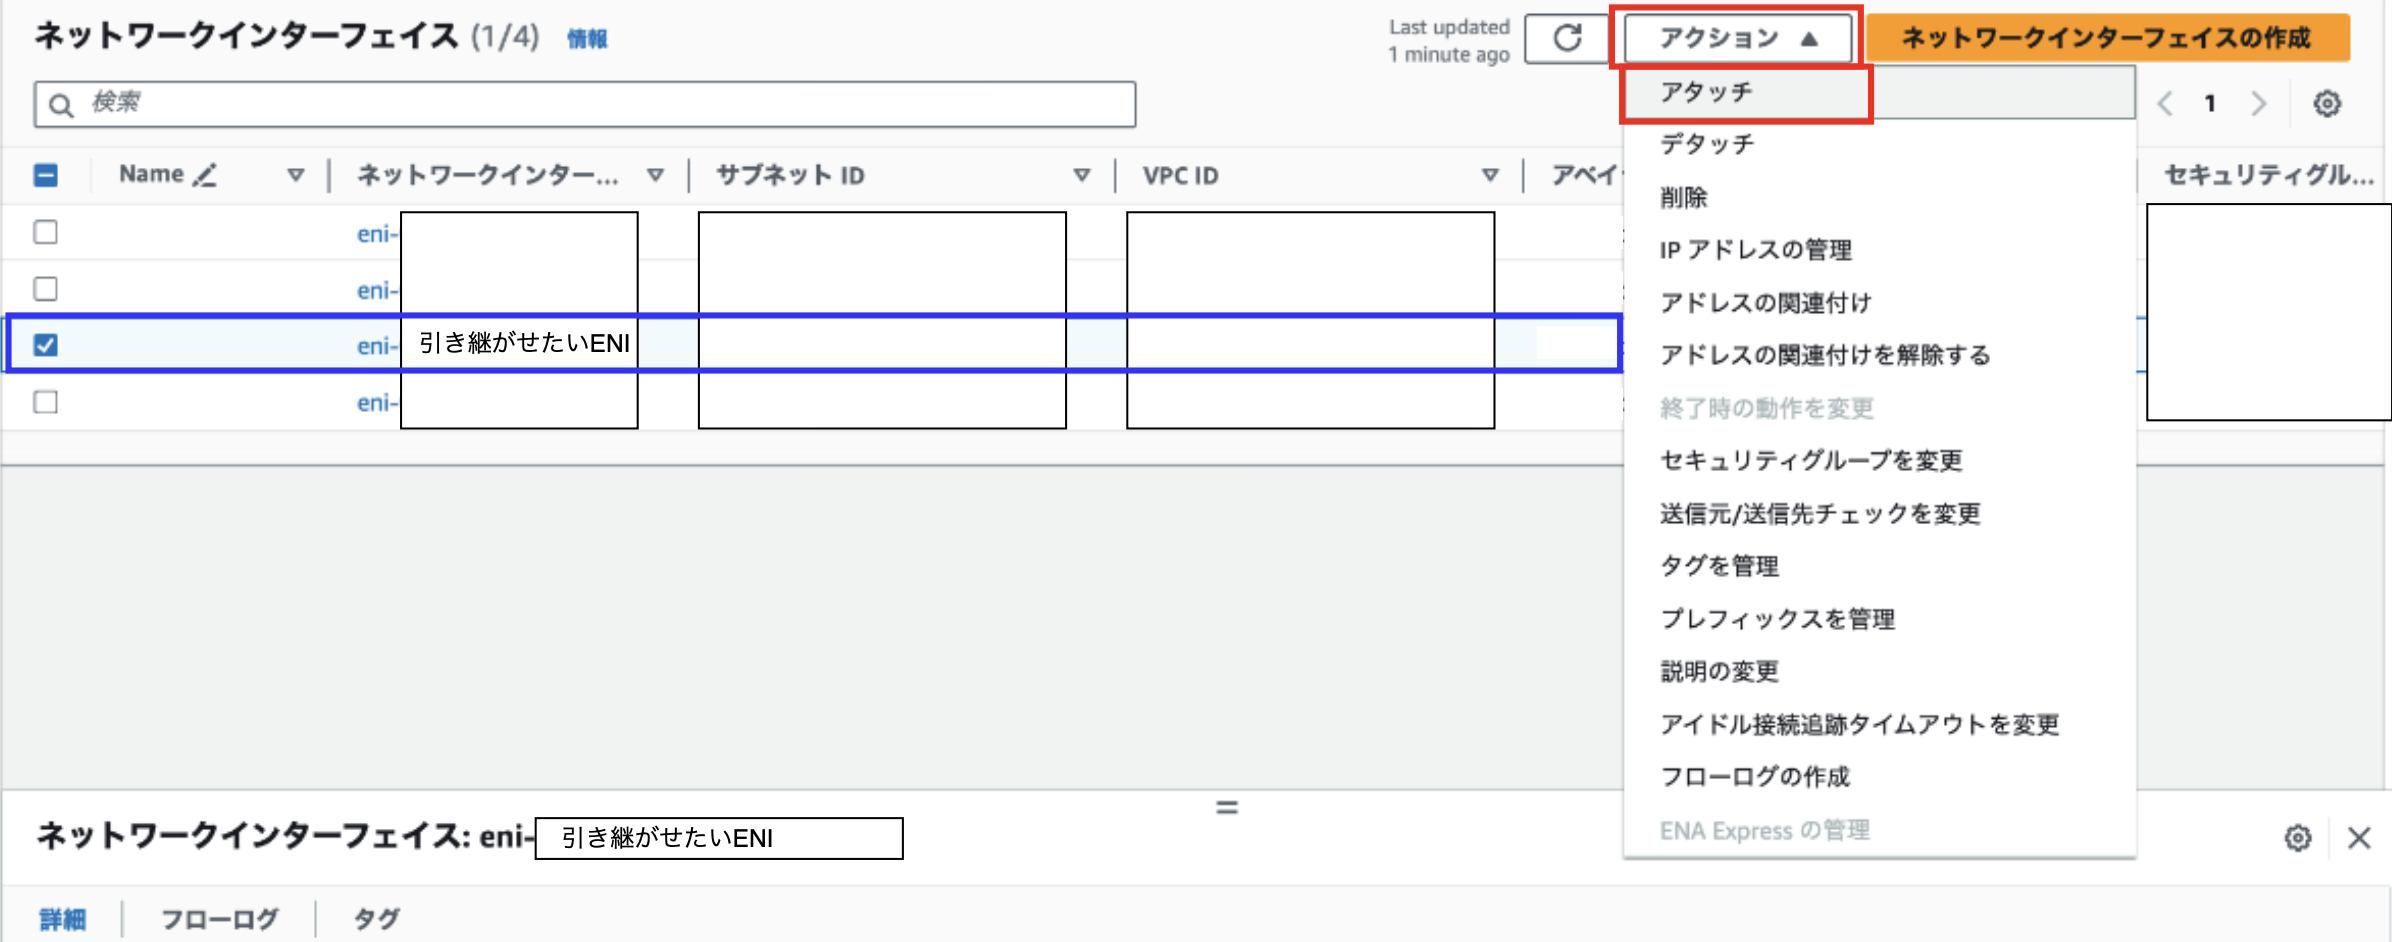 ネットワークインターフェイス (1/4) 情報
Last updated
1 minute ago
アクション
ネットワークインターフェイスの作成
検索
1
Name
ネットワークインター...
サブネット ID
VPC ID
アベイ
セキュリティグル...
eni-
eni-
eni- 引き継がせたいENI
eni-
アタッチ
デタッチ
削除
IP アドレスの管理
アドレスの関連付け
アドレスの関連付けを解除する
終了時の動作を変更
セキュリティグループを変更
送信元/送信先チェックを変更
タグを管理
プレフィックスを管理
説明の変更
アイドル接続追跡タイムアウトを変更
フローログの作成
ENA Express の管理
ネットワークインターフェイス: eni- 引き継がせたいENI
詳細
フローログ
タグ